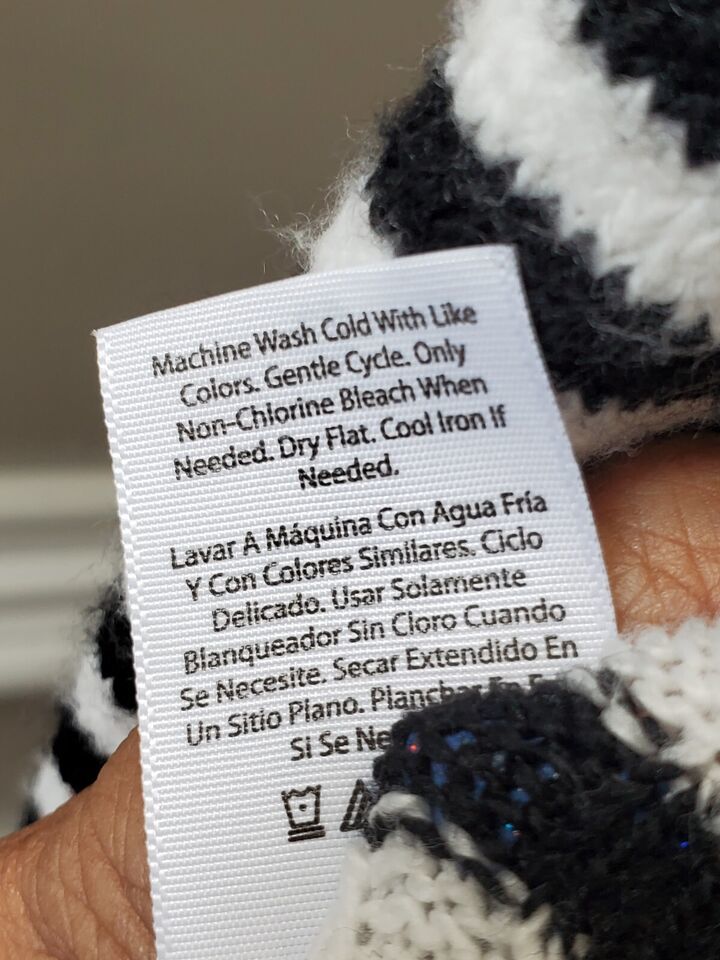 Machine Wash Cold With Like
Colors. Gentle Cycle. Only
Non-Chlorine Bleach When
Needed. Dry Flat. Cool Iron If
Needed.
Lavar A Máquina Con Agua Fría
Y Con Colores Similares. Ciclo
Delicado. Usar Solamente
Blanqueador Sin Cloro Cuando
Se Necesite. Secar Extendido En
Un Sitio Plano. Planchar En
Si Se